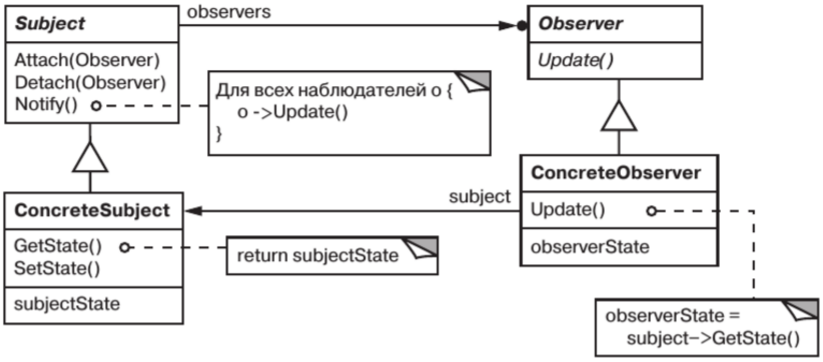 Subject
observers
Observer
Attach(Observer)
Detach(Observer)
Notify()
Update()
Для всех наблюдателей o {
o ->Update()
}
ConcreteSubject
subject
ConcreteObserver
GetState()
SetState()
return subjectState
Update()
subjectState
observerState
observerState =
subject->GetState()